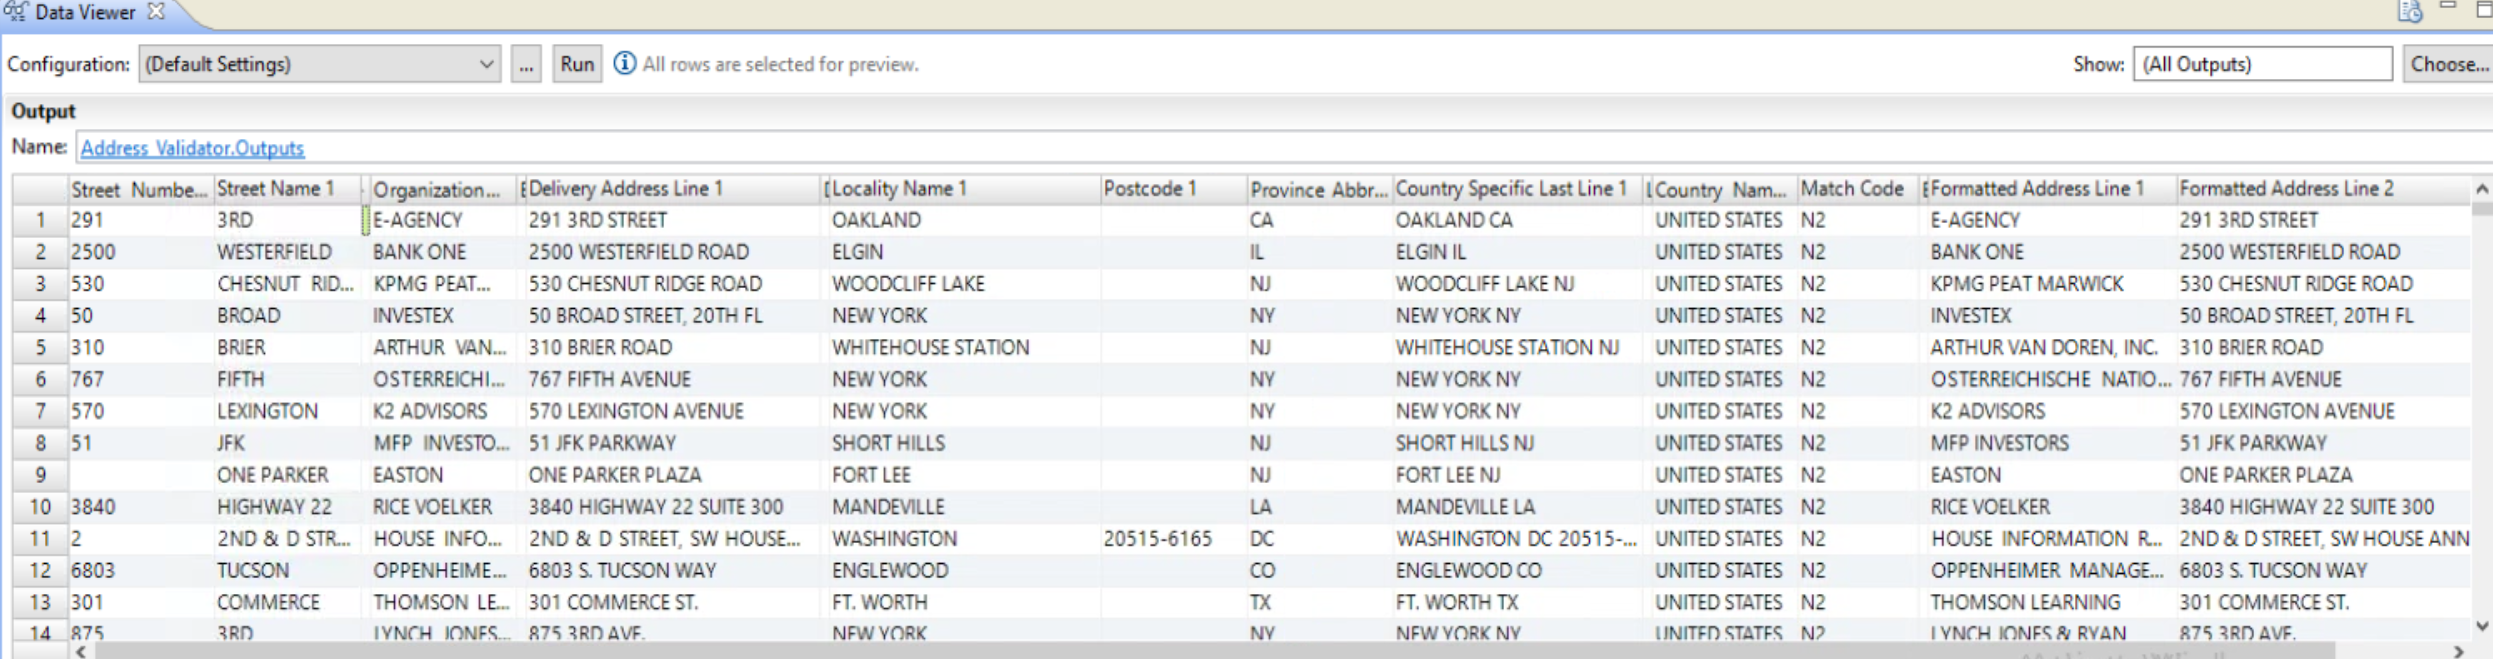 Data Viewer
Configuration: (Default Settings) ... Run All rows are selected for preview. Show: (All Outputs) Choose...
Output
Name: Address Validator.Outputs
Street Numbe... Street Name 1 Organization... Delivery Address Line 1 Locality Name 1 Postcode 1 Province Abbr... Country Specific Last Line 1 Country Nam... Match Code Formatted Address Line 1 Formatted Address Line 2
1 291 3RD E-AGENCY 291 3RD STREET OAKLAND CA OAKLAND CA UNITED STATES N2 E-AGENCY 291 3RD STREET
2 2500 WESTERFIELD BANK ONE 2500 WESTERFIELD ROAD ELGIN IL ELGIN IL UNITED STATES N2 BANK ONE 2500 WESTERFIELD ROAD
3 530 CHESNUT RID... KPMG PEAT... 530 CHESNUT RIDGE ROAD WOODCLIFF LAKE NJ WOODCLIFF LAKE NJ UNITED STATES N2 KPMG PEAT MARWICK 530 CHESNUT RIDGE ROAD
4 50 BROAD INVESTEX 50 BROAD STREET, 20TH FL NEW YORK NY NEW YORK NY UNITED STATES N2 INVESTEX 50 BROAD STREET, 20TH FL
5 310 BRIER ARTHUR VAN... 310 BRIER ROAD WHITEHOUSE STATION NJ WHITEHOUSE STATION NJ UNITED STATES N2 ARTHUR VAN DOREN, INC. 310 BRIER ROAD
6 767 FIFTH OSTERREICHI... 767 FIFTH AVENUE NEW YORK NY NEW YORK NY UNITED STATES N2 OSTERREICHISCHE NATIO... 767 FIFTH AVENUE
7 570 LEXINGTON K2 ADVISORS 570 LEXINGTON AVENUE NEW YORK NY NEW YORK NY UNITED STATES N2 K2 ADVISORS 570 LEXINGTON AVENUE
8 51 JFK MFP INVESTO... 51 JFK PARKWAY SHORT HILLS NJ SHORT HILLS NJ UNITED STATES N2 MFP INVESTORS 51 JFK PARKWAY
9 ONE PARKER EASTON ONE PARKER PLAZA FORT LEE NJ FORT LEE NJ UNITED STATES N2 EASTON ONE PARKER PLAZA
10 3840 HIGHWAY 22 RICE VOELKER 3840 HIGHWAY 22 SUITE 300 MANDEVILLE LA MANDEVILLE LA UNITED STATES N2 RICE VOELKER 3840 HIGHWAY 22 SUITE 300
11 2 2ND & D STR... HOUSE INFO... 2ND & D STREET, SW HOUSE... WASHINGTON 20515-6165 DC WASHINGTON DC 20515-... UNITED STATES N2 HOUSE INFORMATION R... 2ND & D STREET, SW HOUSE ANN
12 6803 TUCSON OPPENHEIME... 6803 S. TUCSON WAY ENGLEWOOD CO ENGLEWOOD CO UNITED STATES N2 OPPENHEIMER MANAGE... 6803 S. TUCSON WAY
13 301 COMMERCE THOMSON LE... 301 COMMERCE ST. FT. WORTH TX FT. WORTH TX UNITED STATES N2 THOMSON LEARNING 301 COMMERCE ST.
14 875 3RD LYNCH JONES... 875 3RD AVE. NEW YORK NY NEW YORK NY UNITED STATES N2 LYNCH JONES & RYAN 875 3RD AVE.